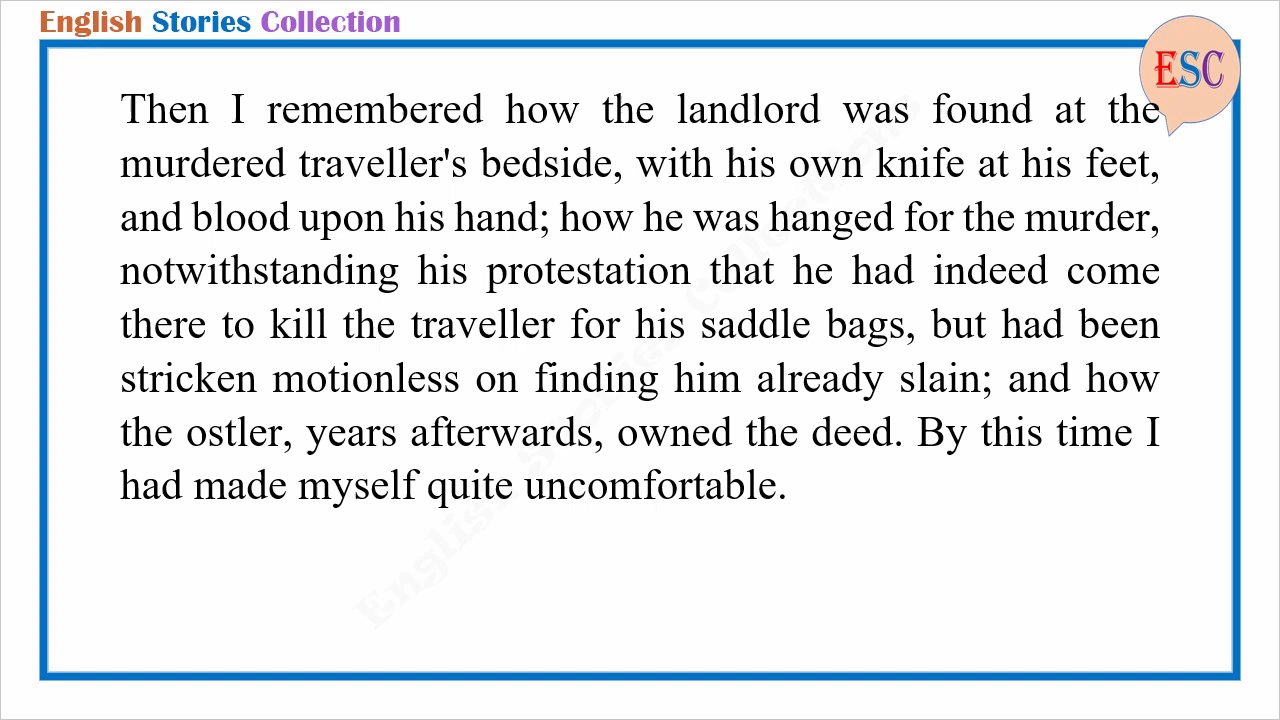 English Stories Collection
ESC
Then I remembered how the landlord was found at the
murdered traveller's bedside, with his own knife at his feet,
and blood upon his hand; how he was hanged for the murder,
notwithstanding his protestation that he had indeed come
there to kill the traveller for his saddle bags, but had been
stricken motionless on finding him already slain; and how
the ostler, years afterwards, owned the deed. By this time I
had made myself quite uncomfortable.
English Stories Collections